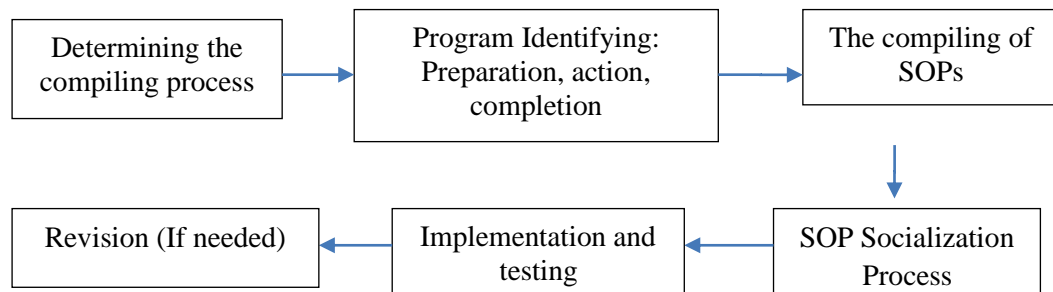 Determining the
compiling process
Program Identifying:
Preparation, action,
completion
The compiling of
SOPs
SOP Socialization
Process
Implementation and
testing
Revision (If needed)